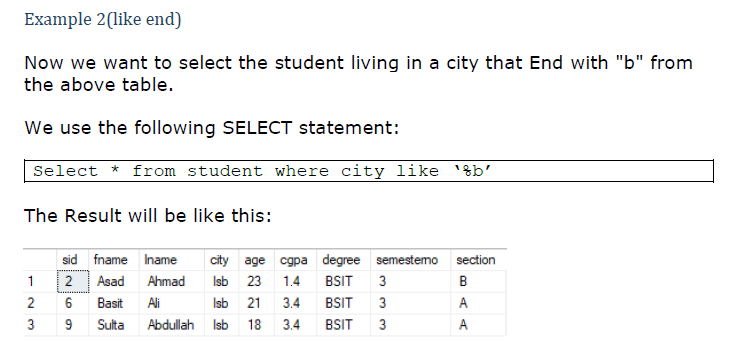 Example 2(like end)
Now we want to select the student living in a city that End with "b" from
the above table.
We use the following SELECT statement:
Select * from student where city like ‘%b’
The Result will be like this:
sid fname lname city age cgpa degree semesterno section
1 2 Asad Ahmad Isb 23 1.4 BSIT 3 B
2 6 Basit Ali Isb 21 3.4 BSIT 3 A
3 9 Sulta Abdullah Isb 18 3.4 BSIT 3 A